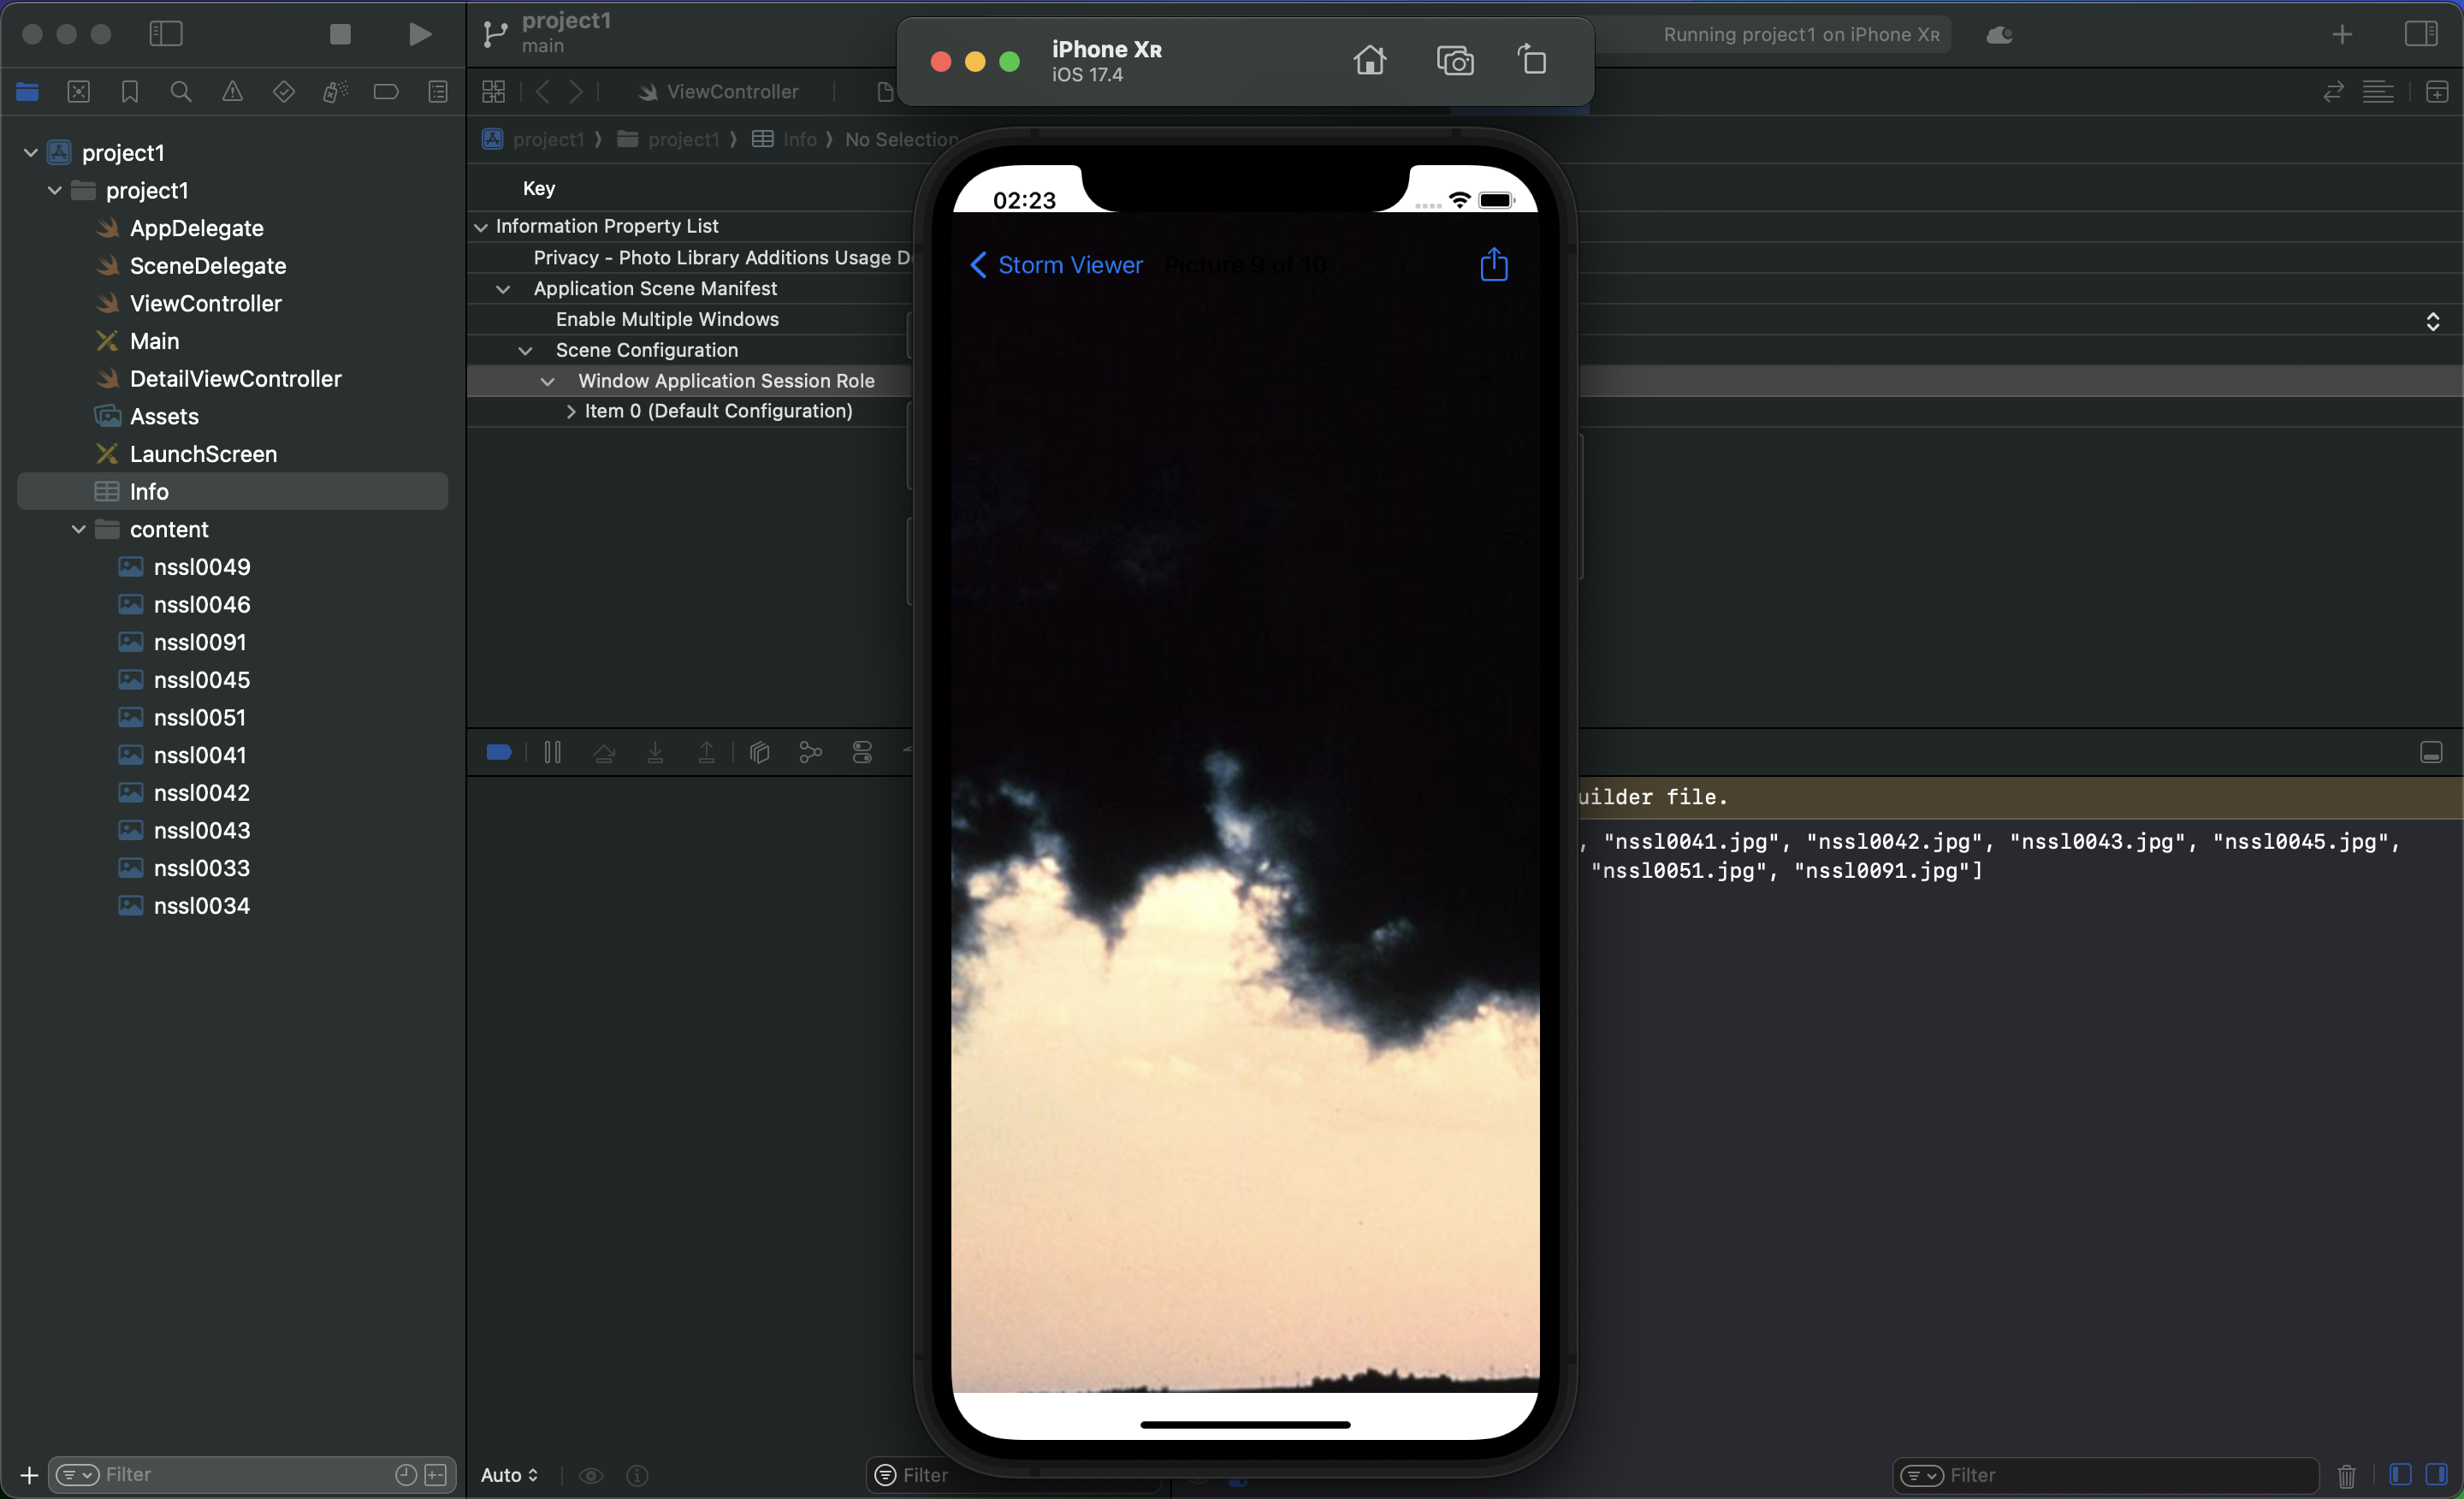 project1
main
iPhone XR
iOS 17.4
Running project1 on iPhone XR
ViewController
project1
project1
AppDelegate
SceneDelegate
ViewController
Main
DetailViewController
Assets
LaunchScreen
Info
content
nssl0049
nssl0046
nssl0091
nssl0045
nssl0051
nssl0041
nssl0042
nssl0043
nssl0033
nssl0034
Filter
project1 ⟩ project1 ⟩ Info ⟩ No Selection
Key
Information Property List
Privacy - Photo Library Additions Usage D
Application Scene Manifest
Enable Multiple Windows
Scene Configuration
Window Application Session Role
Item 0 (Default Configuration)
02:23
Storm Viewer Picture 9 of 10
uilder file.
, "nssl0041.jpg", "nssl0042.jpg", "nssl0043.jpg", "nssl0045.jpg",
"nssl0051.jpg", "nssl0091.jpg"]
Auto
Filter
Filter